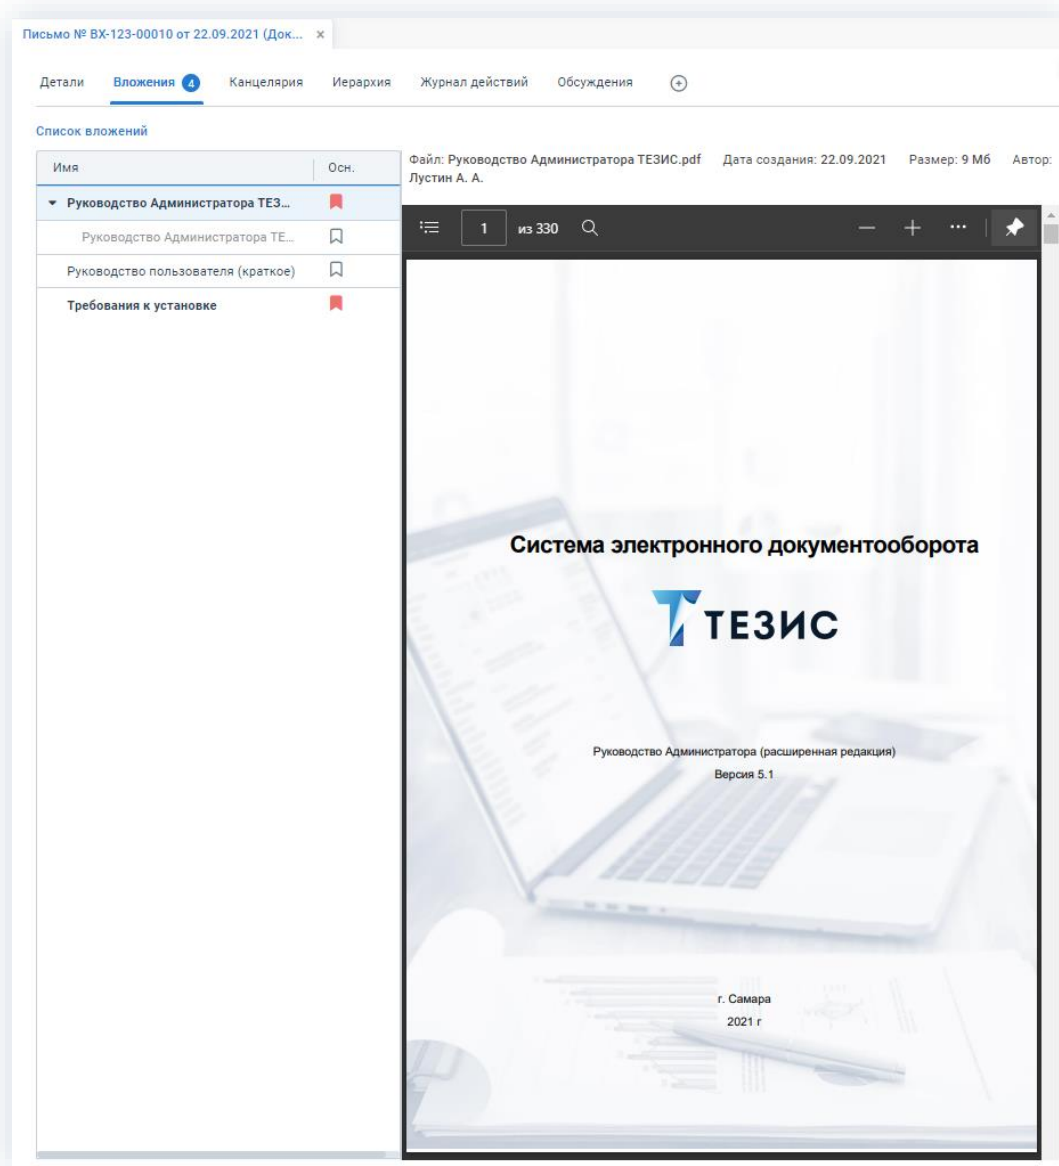 Письмо № ВХ-123-00010 от 22.09.2021 (Док... ×
Детали Вложения 4 Канцелярия Иерархия Журнал действий Обсуждения
Список вложений
Имя Осн.
Руководство Администратора ТЕЗ...
Руководство Администратора ТЕ...
Руководство пользователя (краткое)
Требования к установке
Файл: Руководство Администратора ТЕЗИС.pdf Дата создания: 22.09.2021 Размер: 9 Мб Автор:
Лустин А. А.
1 из 330
Система электронного документооборота
ТЕЗИС
Руководство Администратора (расширенная редакция)
Версия 5.1
г. Самара
2021 г